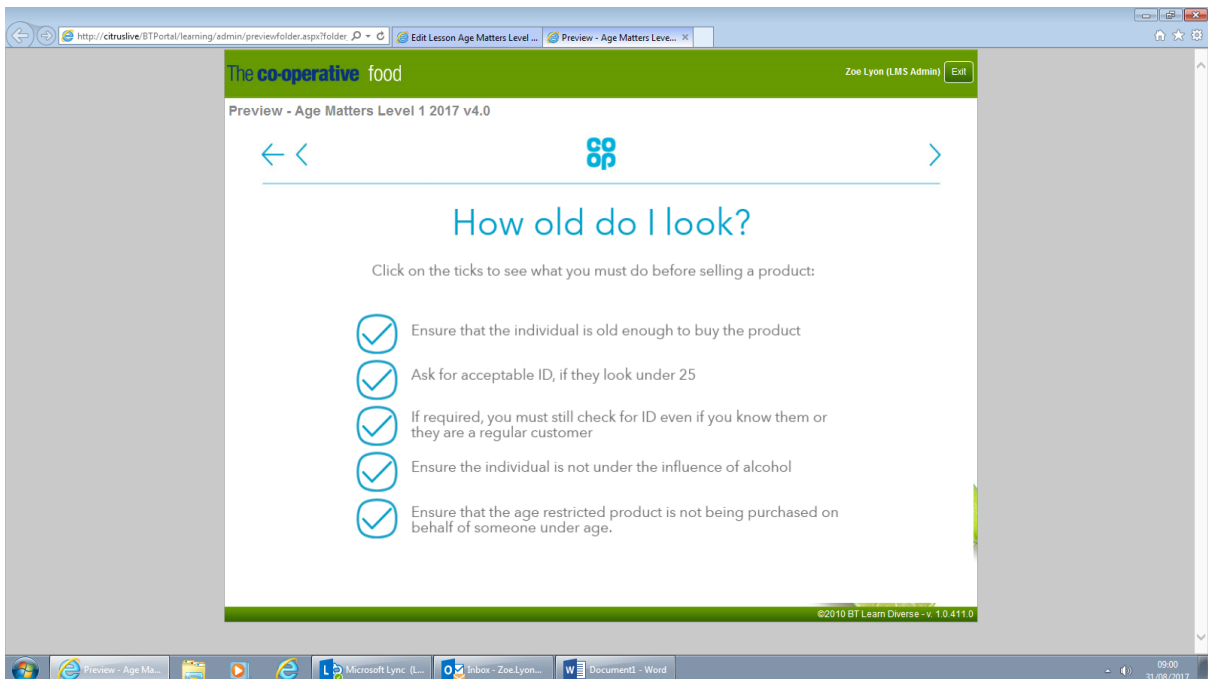 http://citruslive/BTPortal/learning/admin/previewfolder.aspx?folder
Edit Lesson Age Matters Level ...
Preview - Age Matters Leve...
The co-operative food
Zoe Lyon (LMS Admin)
Exit
Preview - Age Matters Level 1 2017 v4.0
co
op
How old do I look?
Click on the ticks to see what you must do before selling a product:
Ensure that the individual is old enough to buy the product
Ask for acceptable ID, if they look under 25
If required, you must still check for ID even if you know them or
they are a regular customer
Ensure the individual is not under the influence of alcohol
Ensure that the age restricted product is not being purchased on
behalf of someone under age.
©2010 BT Learn Diverse - v. 1.0.411.0
Preview - Age Ma...
Microsoft Lync (L...
Inbox - Zoe.Lyon...
Document1 - Word
09:00
31/08/2017